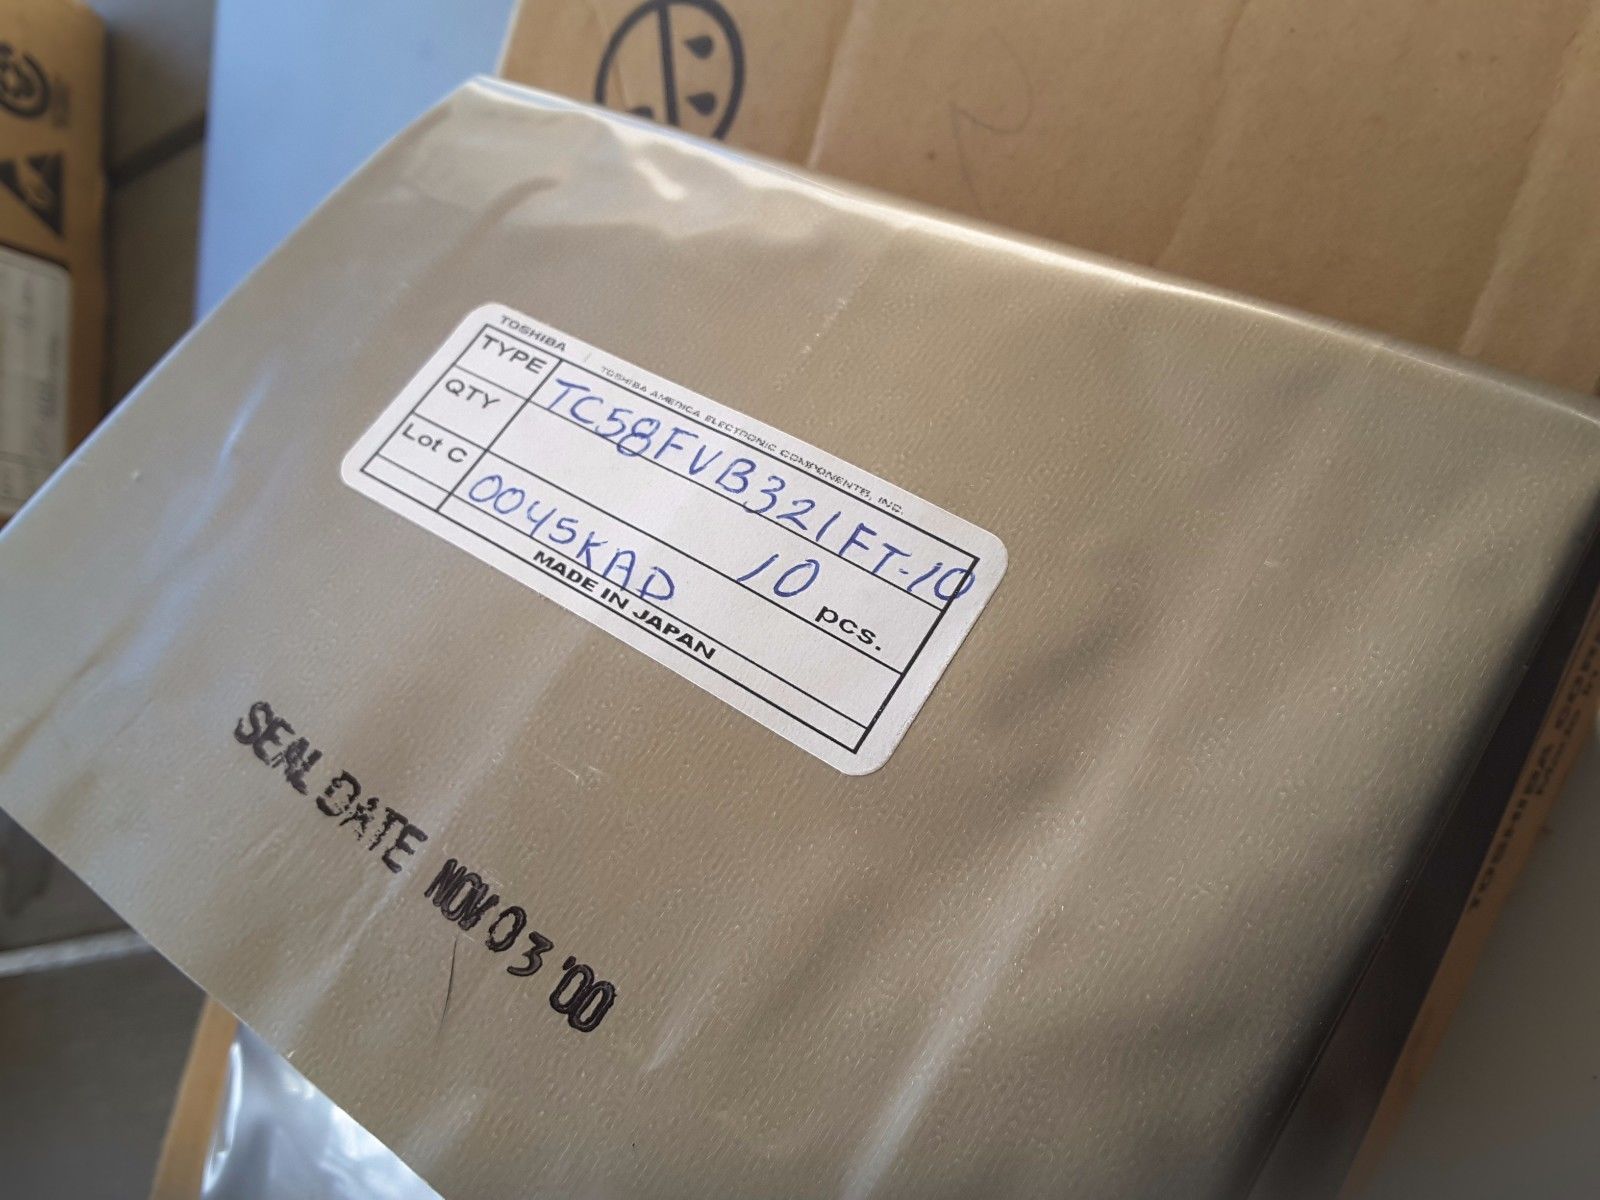 TOSHIBA
TOSHIBA AMERICA ELECTRONIC COMPONENTS, INC.
TYPE TC58FVB321FT-10
QTY 10 pcs.
Lot C 0045KAD
MADE IN JAPAN
SEAL DATE NOV 03 '00
TOSHIBA